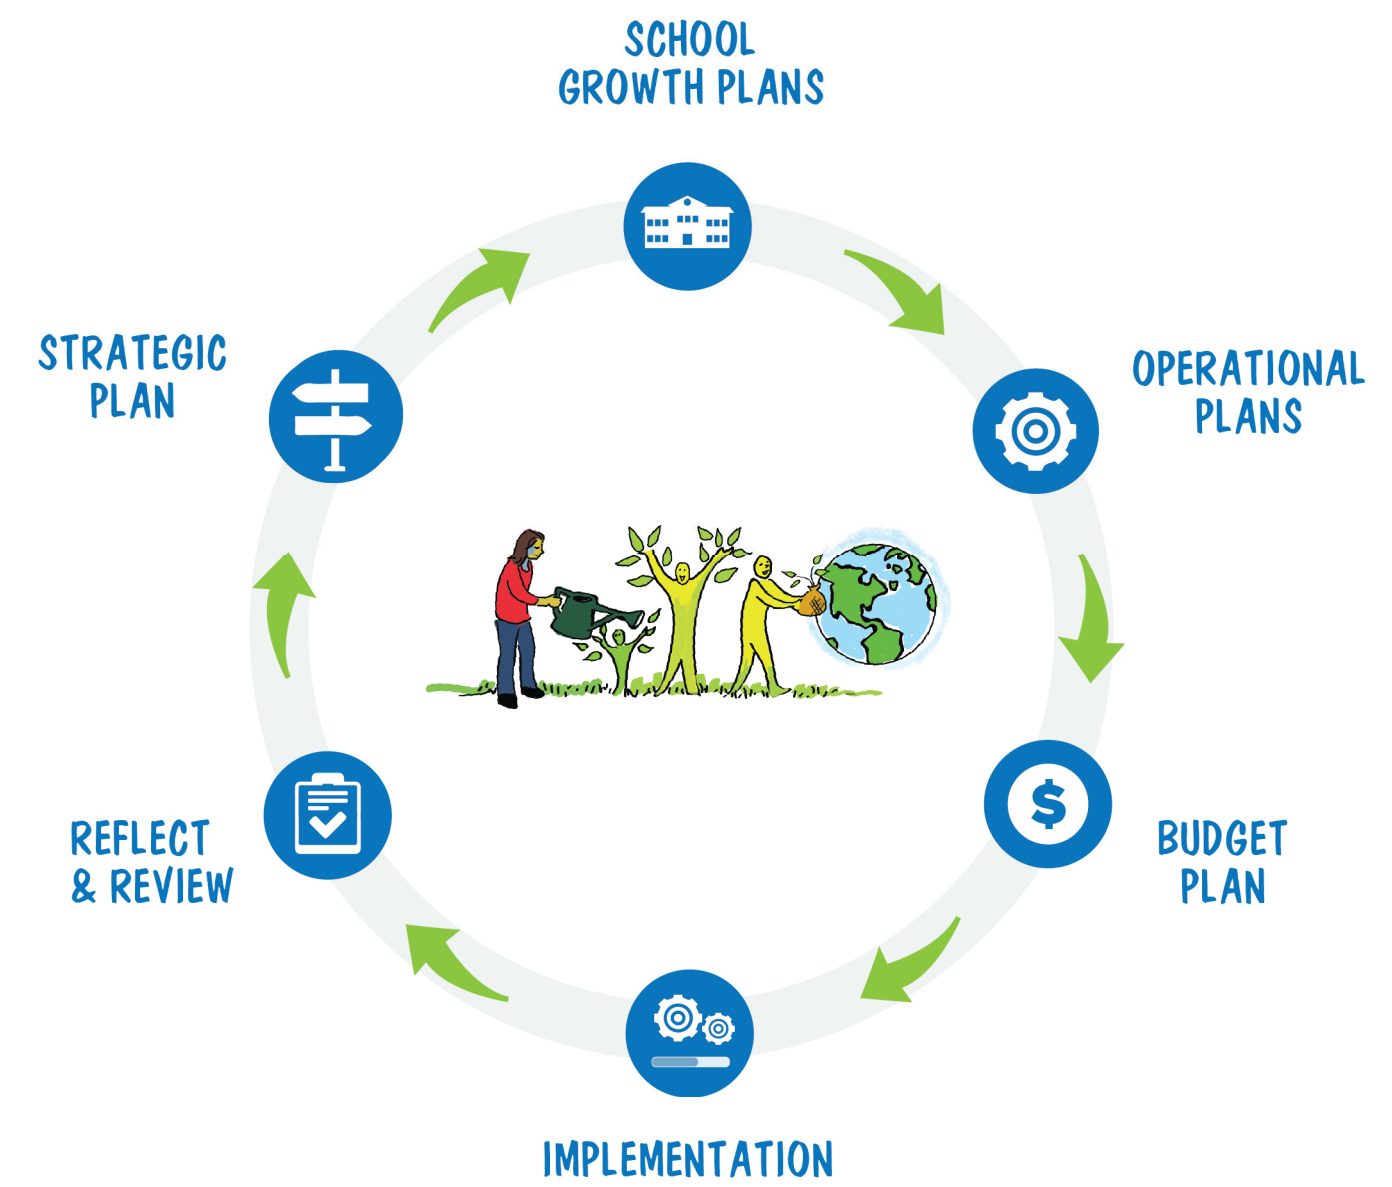 SCHOOL
GROWTH PLANS
OPERATIONAL
PLANS
BUDGET
PLAN
IMPLEMENTATION
REFLECT
& REVIEW
STRATEGIC
PLAN
$